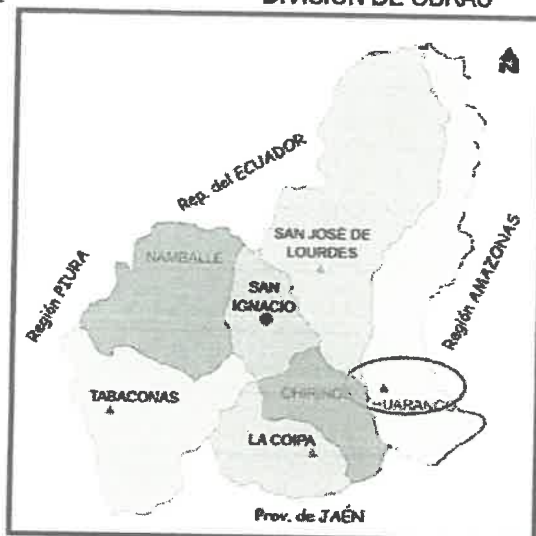 DIVISIÓN DE OBRAS
N
Rep. del ECUADOR
SAN JOSÉ DE
LOURDES
NAMBALLE
Región PIURA
SAN
IGNACIO
Región AMAZONAS
TABACONAS
CHIRINOS
HUARANGO
LA COIPA
Prov. de JAÉN